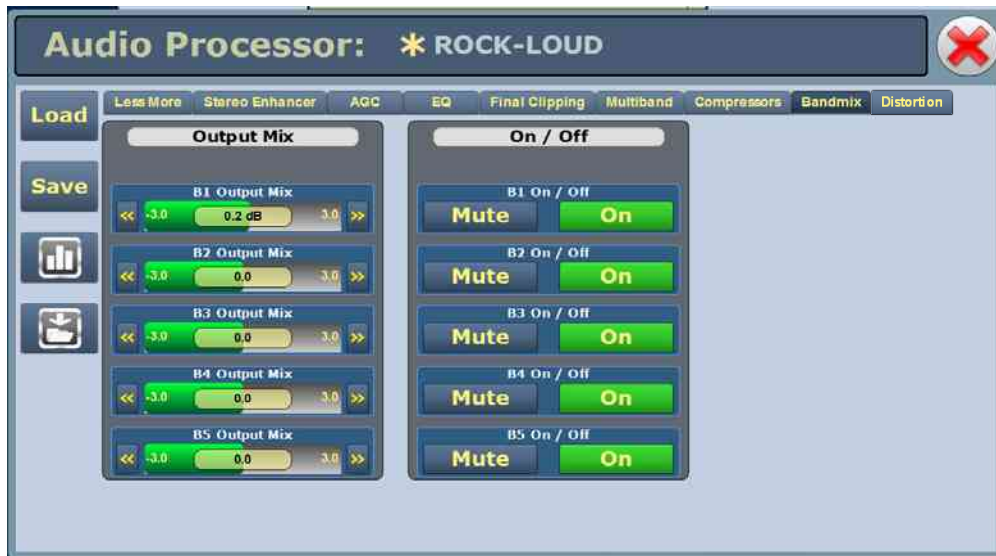 Audio Processor: * ROCK-LOUD
Load
Save
Less More Stereo Enhancer AGC EQ Final Clipping Multiband Compressors Bandmix Distortion
Output Mix
B1 Output Mix
<< -3.0 0.2 dB 3.0 >>
B2 Output Mix
<< -3.0 0.0 3.0 >>
B3 Output Mix
<< -3.0 0.0 3.0 >>
B4 Output Mix
<< -3.0 0.0 3.0 >>
B5 Output Mix
<< -3.0 0.0 3.0 >>
On / Off
B1 On / Off
Mute On
B2 On / Off
Mute On
B3 On / Off
Mute On
B4 On / Off
Mute On
B5 On / Off
Mute On